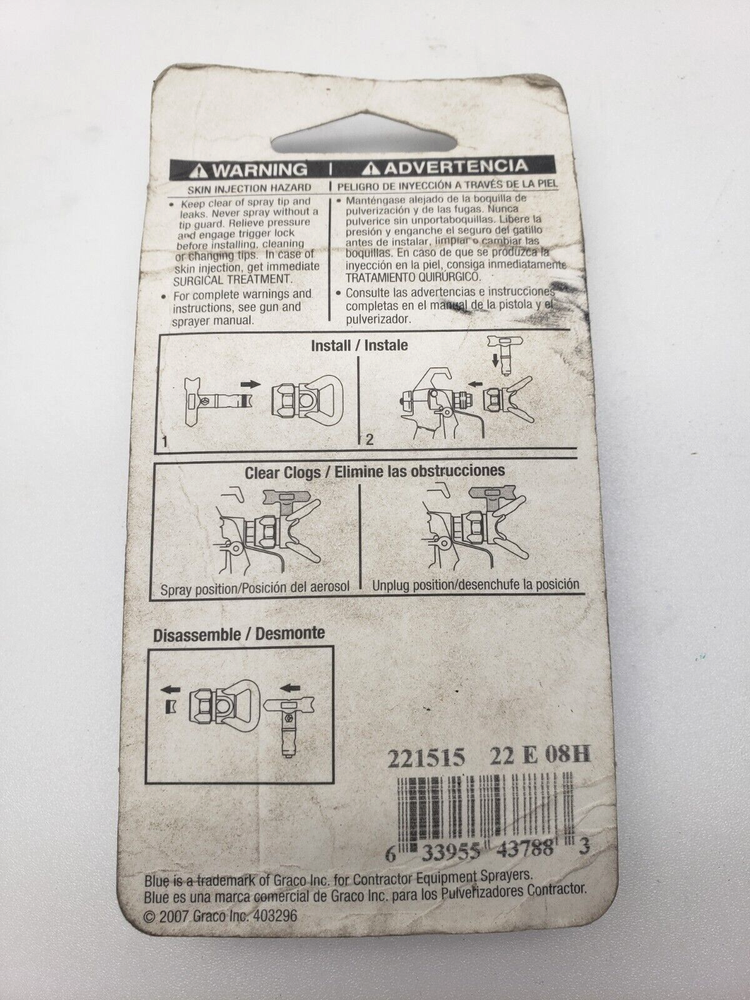 WARNING | ADVERTENCIA
SKIN INJECTION HAZARD
• Keep clear of spray tip and
leaks. Never spray without a
tip guard. Relieve pressure
and engage trigger lock
before installing, cleaning
or changing tips. In case of
skin injection, get immediate
SURGICAL TREATMENT.
• For complete warnings and
instructions, see gun and
sprayer manual.
PELIGRO DE INYECCIÓN A TRAVÉS DE LA PIEL
• Manténgase alejado de la boquilla de
pulverización y de las fugas. Nunca
pulverice sin unportaboquillas. Libere la
presión y enganche el seguro del gatillo
antes de instalar, limpiar o cambiar las
boquillas. En caso de que se produzca la
inyección en la piel, consiga inmediatamente
TRATAMIENTO QUIRÚRGICO.
• Consulte las advertencias e instrucciones
completas en el manual de la pistola y el
pulverizador.
Install / Instale
1
2
Clear Clogs / Elimine las obstrucciones
Spray position/Posición del aerosol
Unplug position/desenchufe la posición
Disassemble / Desmonte
221515 22 E 08H
6 33955 43788 3
Blue is a trademark of Graco Inc. for Contractor Equipment Sprayers.
Blue es una marca comercial de Graco Inc. para los Pulverizadores Contractor.
© 2007 Graco Inc. 403296